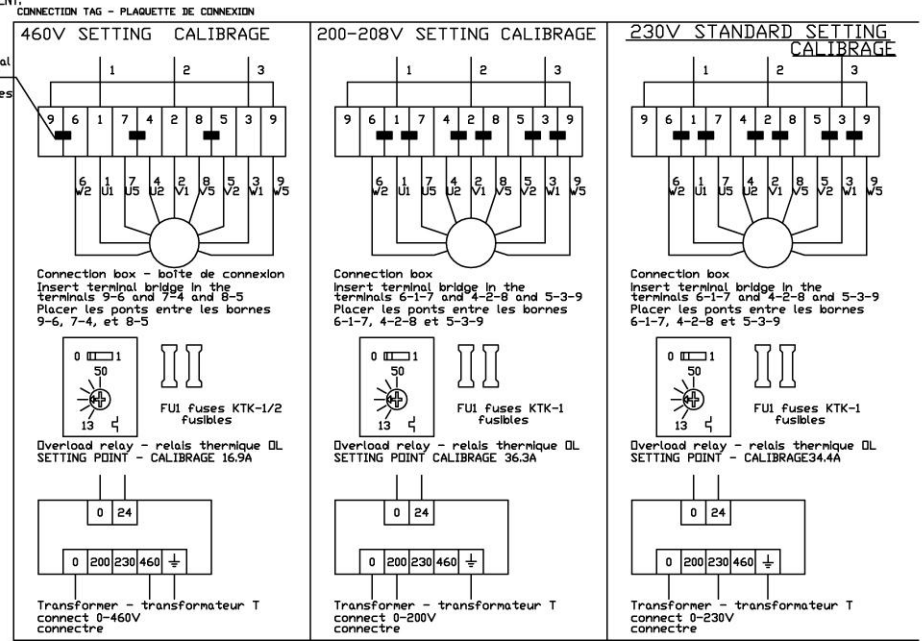 ENT.
CONNECTION TAG - PLAQUETTE DE CONNEXION
al
es
460V SETTING CALIBRAGE
1 2 3
9 6 1 7 4 2 8 5 3 9
6 1 7 4 2 8 5 3 9
W2 U1 U5 U2 V1 V5 V2 W1 W5
Connection box - boîte de connexion
Insert terminal bridge in the
terminals 9-6 and 7-4 and 8-5
Placer les ponts entre les bornes
9-6, 7-4, et 8-5
0 1
50
13
FU1 fuses KTK-1/2
fusibles
Overload relay - relais thermique OL
SETTING POINT - CALIBRAGE 16.9A
0 24
0 200 230 460
Transformer - transformateur T
connect 0-460V
connectre
200-208V SETTING CALIBRAGE
1 2 3
9 6 1 7 4 2 8 5 3 9
6 1 7 4 2 8 5 3 9
W2 U1 U5 U2 V1 V5 V2 W1 W5
Connection box
Insert terminal bridge in the
terminals 6-1-7 and 4-2-8 and 5-3-9
Placer les ponts entre les bornes
6-1-7, 4-2-8 et 5-3-9
0 1
50
13
FU1 fuses KTK-1
fusibles
Overload relay - relais thermique OL
SETTING POINT CALIBRAGE 36.3A
0 24
0 200 230 460
Transformer - transformateur T
connect 0-200V
connectre
230V STANDARD SETTING
CALIBRAGE
1 2 3
9 6 1 7 4 2 8 5 3 9
6 1 7 4 2 8 5 3 9
W2 U1 U5 U2 V1 V5 V2 W1 W5
Connection box
Insert terminal bridge in the
terminals 6-1-7 and 4-2-8 and 5-3-9
Placer les ponts entre les bornes
6-1-7, 4-2-8 et 5-3-9
0 1
50
13
FU1 fuses KTK-1
fusibles
Overload relay - relais thermique OL
SETTING POINT - CALIBRAGE34.4A
0 24
0 200 230 460
Transformer - transformateur T
connect 0-230V
connectre